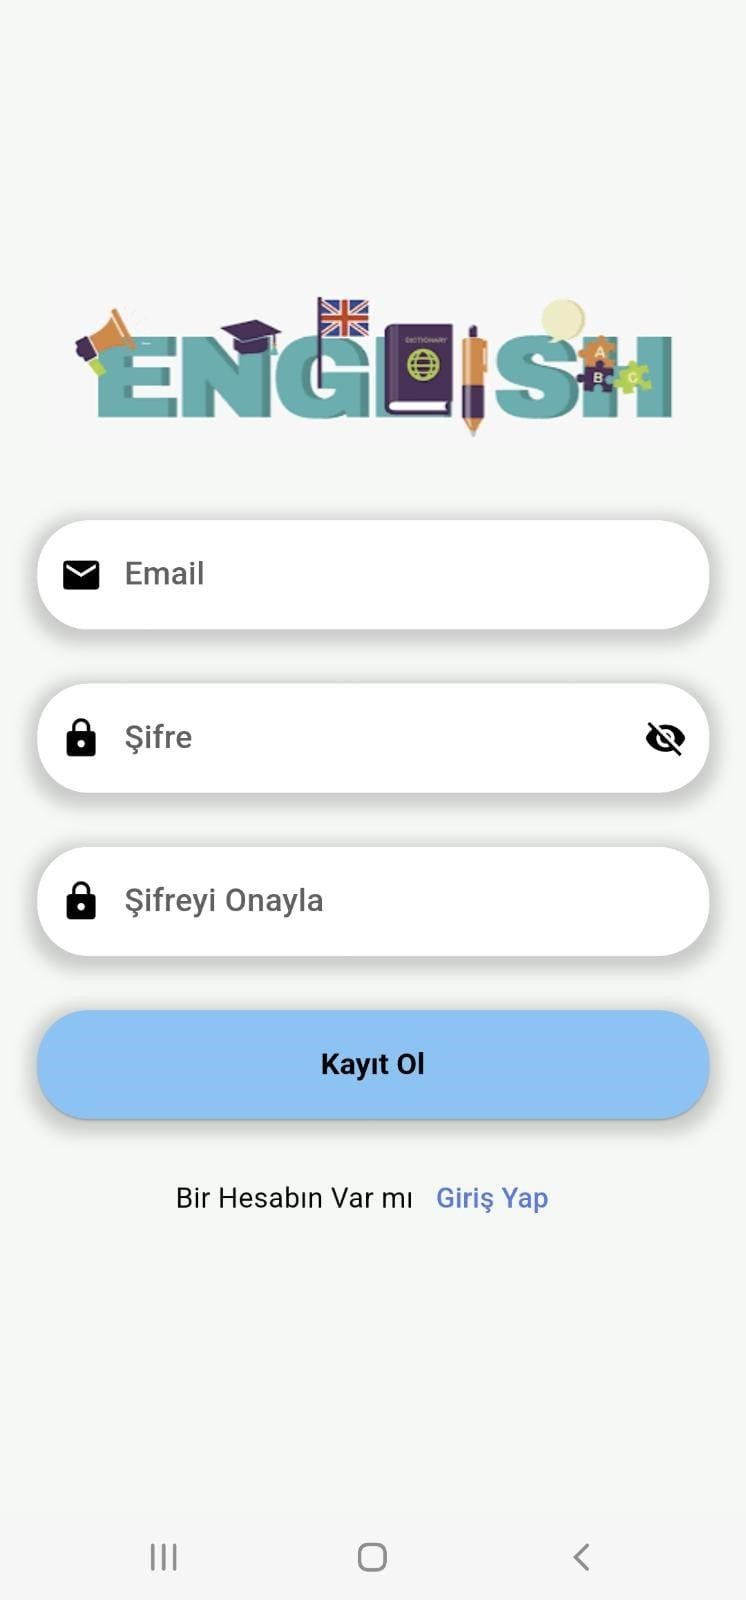 ENGLISH
DICTIONARY
A
B
C
Email
Şifre
Şifreyi Onayla
Kayıt Ol
Bir Hesabın Var mı Giriş Yap